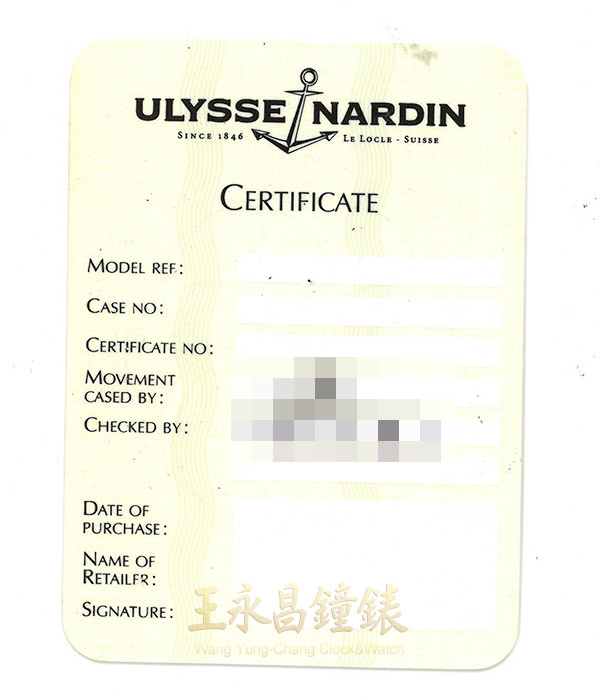 ULYSSE NARDIN
SINCE 1846 LE LOCLE - SUISSE
CERTIFICATE
MODEL REF:
CASE NO:
CERTIFICATE NO:
MOVEMENT
CASED BY:
CHECKED BY:
DATE OF
PURCHASE:
NAME OF
RETAILER:
SIGNATURE:
王永昌鐘錶
Wang Yung-Chang Clock&Watch